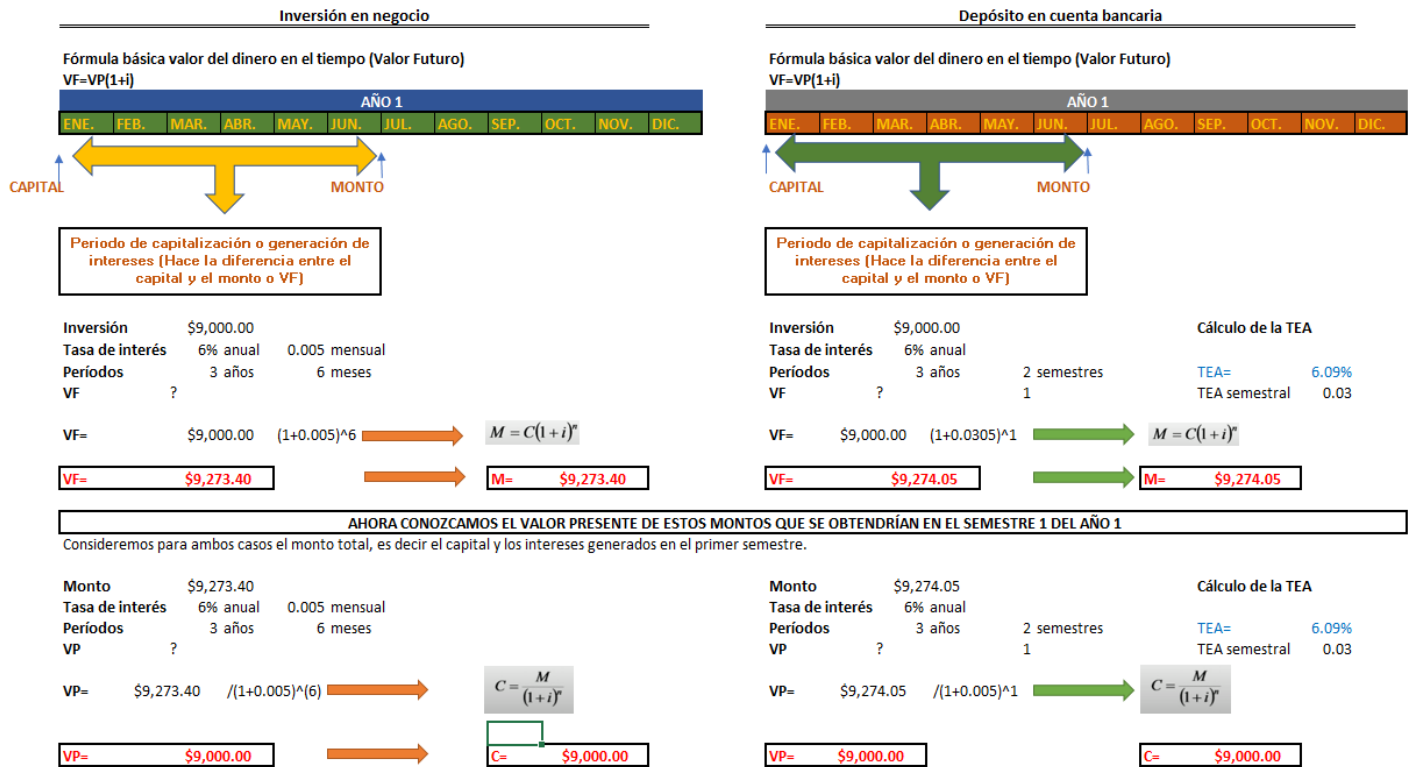 Inversión en negocio
Fórmula básica valor del dinero en el tiempo (Valor Futuro)
VF=VP(1+i)
AÑO 1
ENE. FEB. MAR. ABR. MAY. JUN. JUL. AGO. SEP. OCT. NOV. DIC.
CAPITAL MONTO
Periodo de capitalización o generación de
intereses (Hace la diferencia entre el
capital y el monto o VF)
Inversión $9,000.00
Tasa de interés 6% anual 0.005 mensual
Períodos 3 años 6 meses
VF ?
VF= $9,000.00 (1+0.005)^6 M = C(1+i)^n
VF= $9,273.40 M= $9,273.40
Depósito en cuenta bancaria
Fórmula básica valor del dinero en el tiempo (Valor Futuro)
VF=VP(1+i)
AÑO 1
ENE. FEB. MAR. ABR. MAY. JUN. JUL. AGO. SEP. OCT. NOV. DIC.
CAPITAL MONTO
Periodo de capitalización o generación de
intereses (Hace la diferencia entre el
capital y el monto o VF)
Inversión $9,000.00 Cálculo de la TEA
Tasa de interés 6% anual
Períodos 3 años 2 semestres TEA= 6.09%
VF ? 1 TEA semestral 0.03
VF= $9,000.00 (1+0.0305)^1 M = C(1+i)^n
VF= $9,274.05 M= $9,274.05
AHORA CONOZCAMOS EL VALOR PRESENTE DE ESTOS MONTOS QUE SE OBTENDRÍAN EN EL SEMESTRE 1 DEL AÑO 1
Consideremos para ambos casos el monto total, es decir el capital y los intereses generados en el primer semestre.
Monto $9,273.40
Tasa de interés 6% anual 0.005 mensual
Períodos 3 años 6 meses
VP ?
VP= $9,273.40 /(1+0.005)^(6) C = M/(1+i)^n
VP= $9,000.00 C= $9,000.00
Monto $9,274.05 Cálculo de la TEA
Tasa de interés 6% anual
Períodos 3 años 2 semestres TEA= 6.09%
VP ? 1 TEA semestral 0.03
VP= $9,274.05 /(1+0.005)^1 C = M/(1+i)^n
VP= $9,000.00 C= $9,000.00